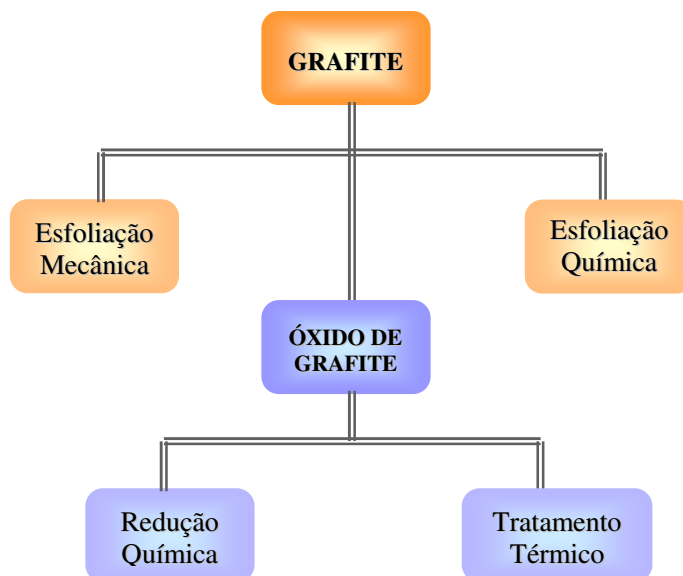 GRAFITE
Esfoliação
Mecânica
Esfoliação
Química
ÓXIDO DE
GRAFITE
Redução
Química
Tratamento
Térmico